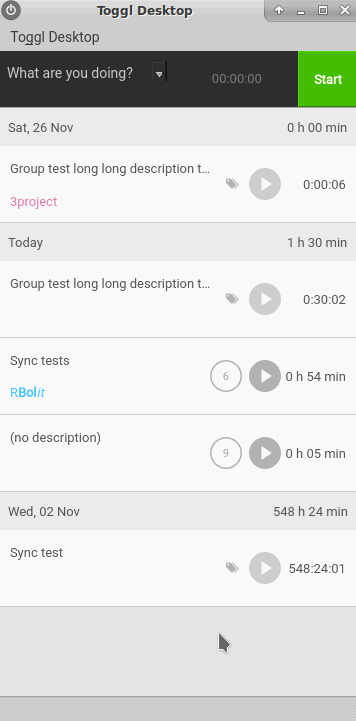 Toggl Desktop
Toggl Desktop
What are you doing? 00:00:00 Start
Sat, 26 Nov 0 h 00 min
Group test long long description t...
0:00:06
3project
Today 1 h 30 min
Group test long long description t...
0:30:02
Sync tests
6 0 h 54 min
RBolit
(no description)
9 0 h 05 min
Wed, 02 Nov 548 h 24 min
Sync test
548:24:01